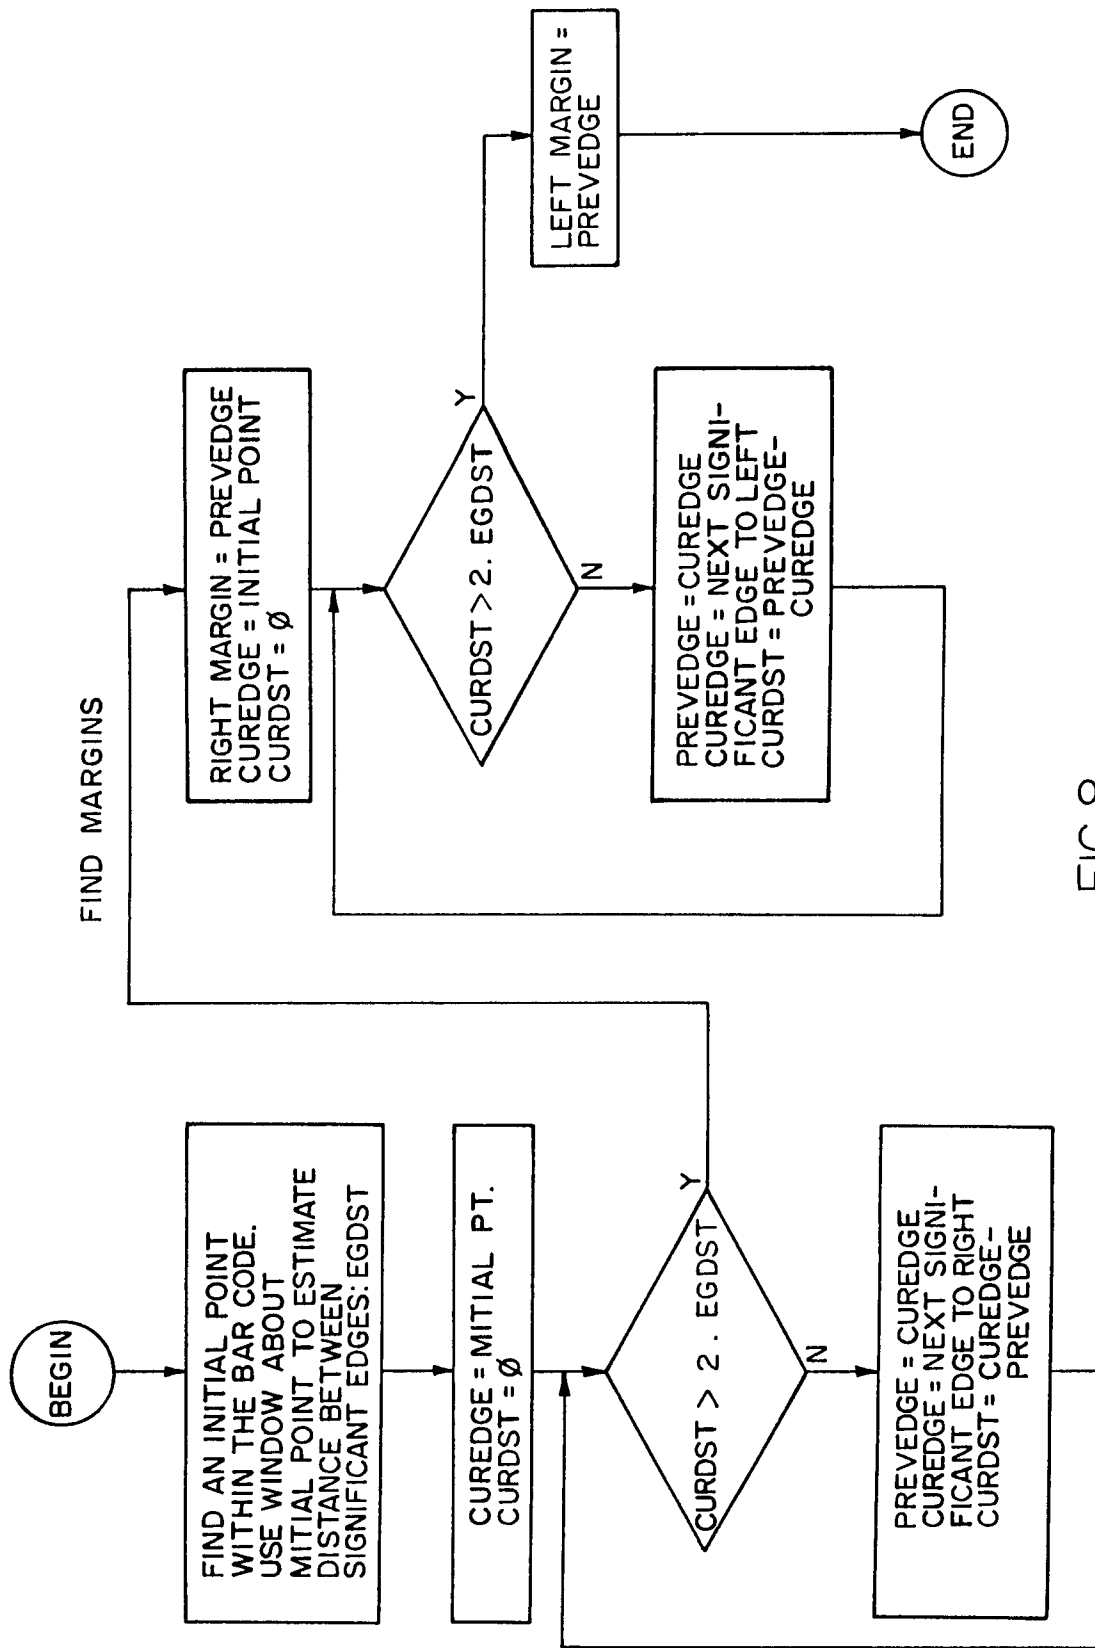 FIND MARGINS
BEGIN
FIND AN INITIAL POINT
WITHIN THE BAR CODE.
USE WINDOW ABOUT
MITIAL POINT TO ESTIMATE
DISTANCE BETWEEN
SIGNIFICANT EDGES: EGDST
CUREDGE = MITIAL PT.
CURDST = Ø
CURDST > 2. EGDST
Y
N
PREVEDGE = CUREDGE
CUREDGE = NEXT SIGNI-
FICANT EDGE TO RIGHT
CURDST = CUREDGE-
PREVEDGE
RIGHT MARGIN = PREVEDGE
CUREDGE = INITIAL POINT
CURDST = Ø
CURDST > 2. EGDST
Y
N
PREVEDGE = CUREDGE
CUREDGE = NEXT SIGNI-
FICANT EDGE TO LEFT
CURDST = PREVEDGE-
CUREDGE
LEFT MARGIN =
PREVEDGE
END